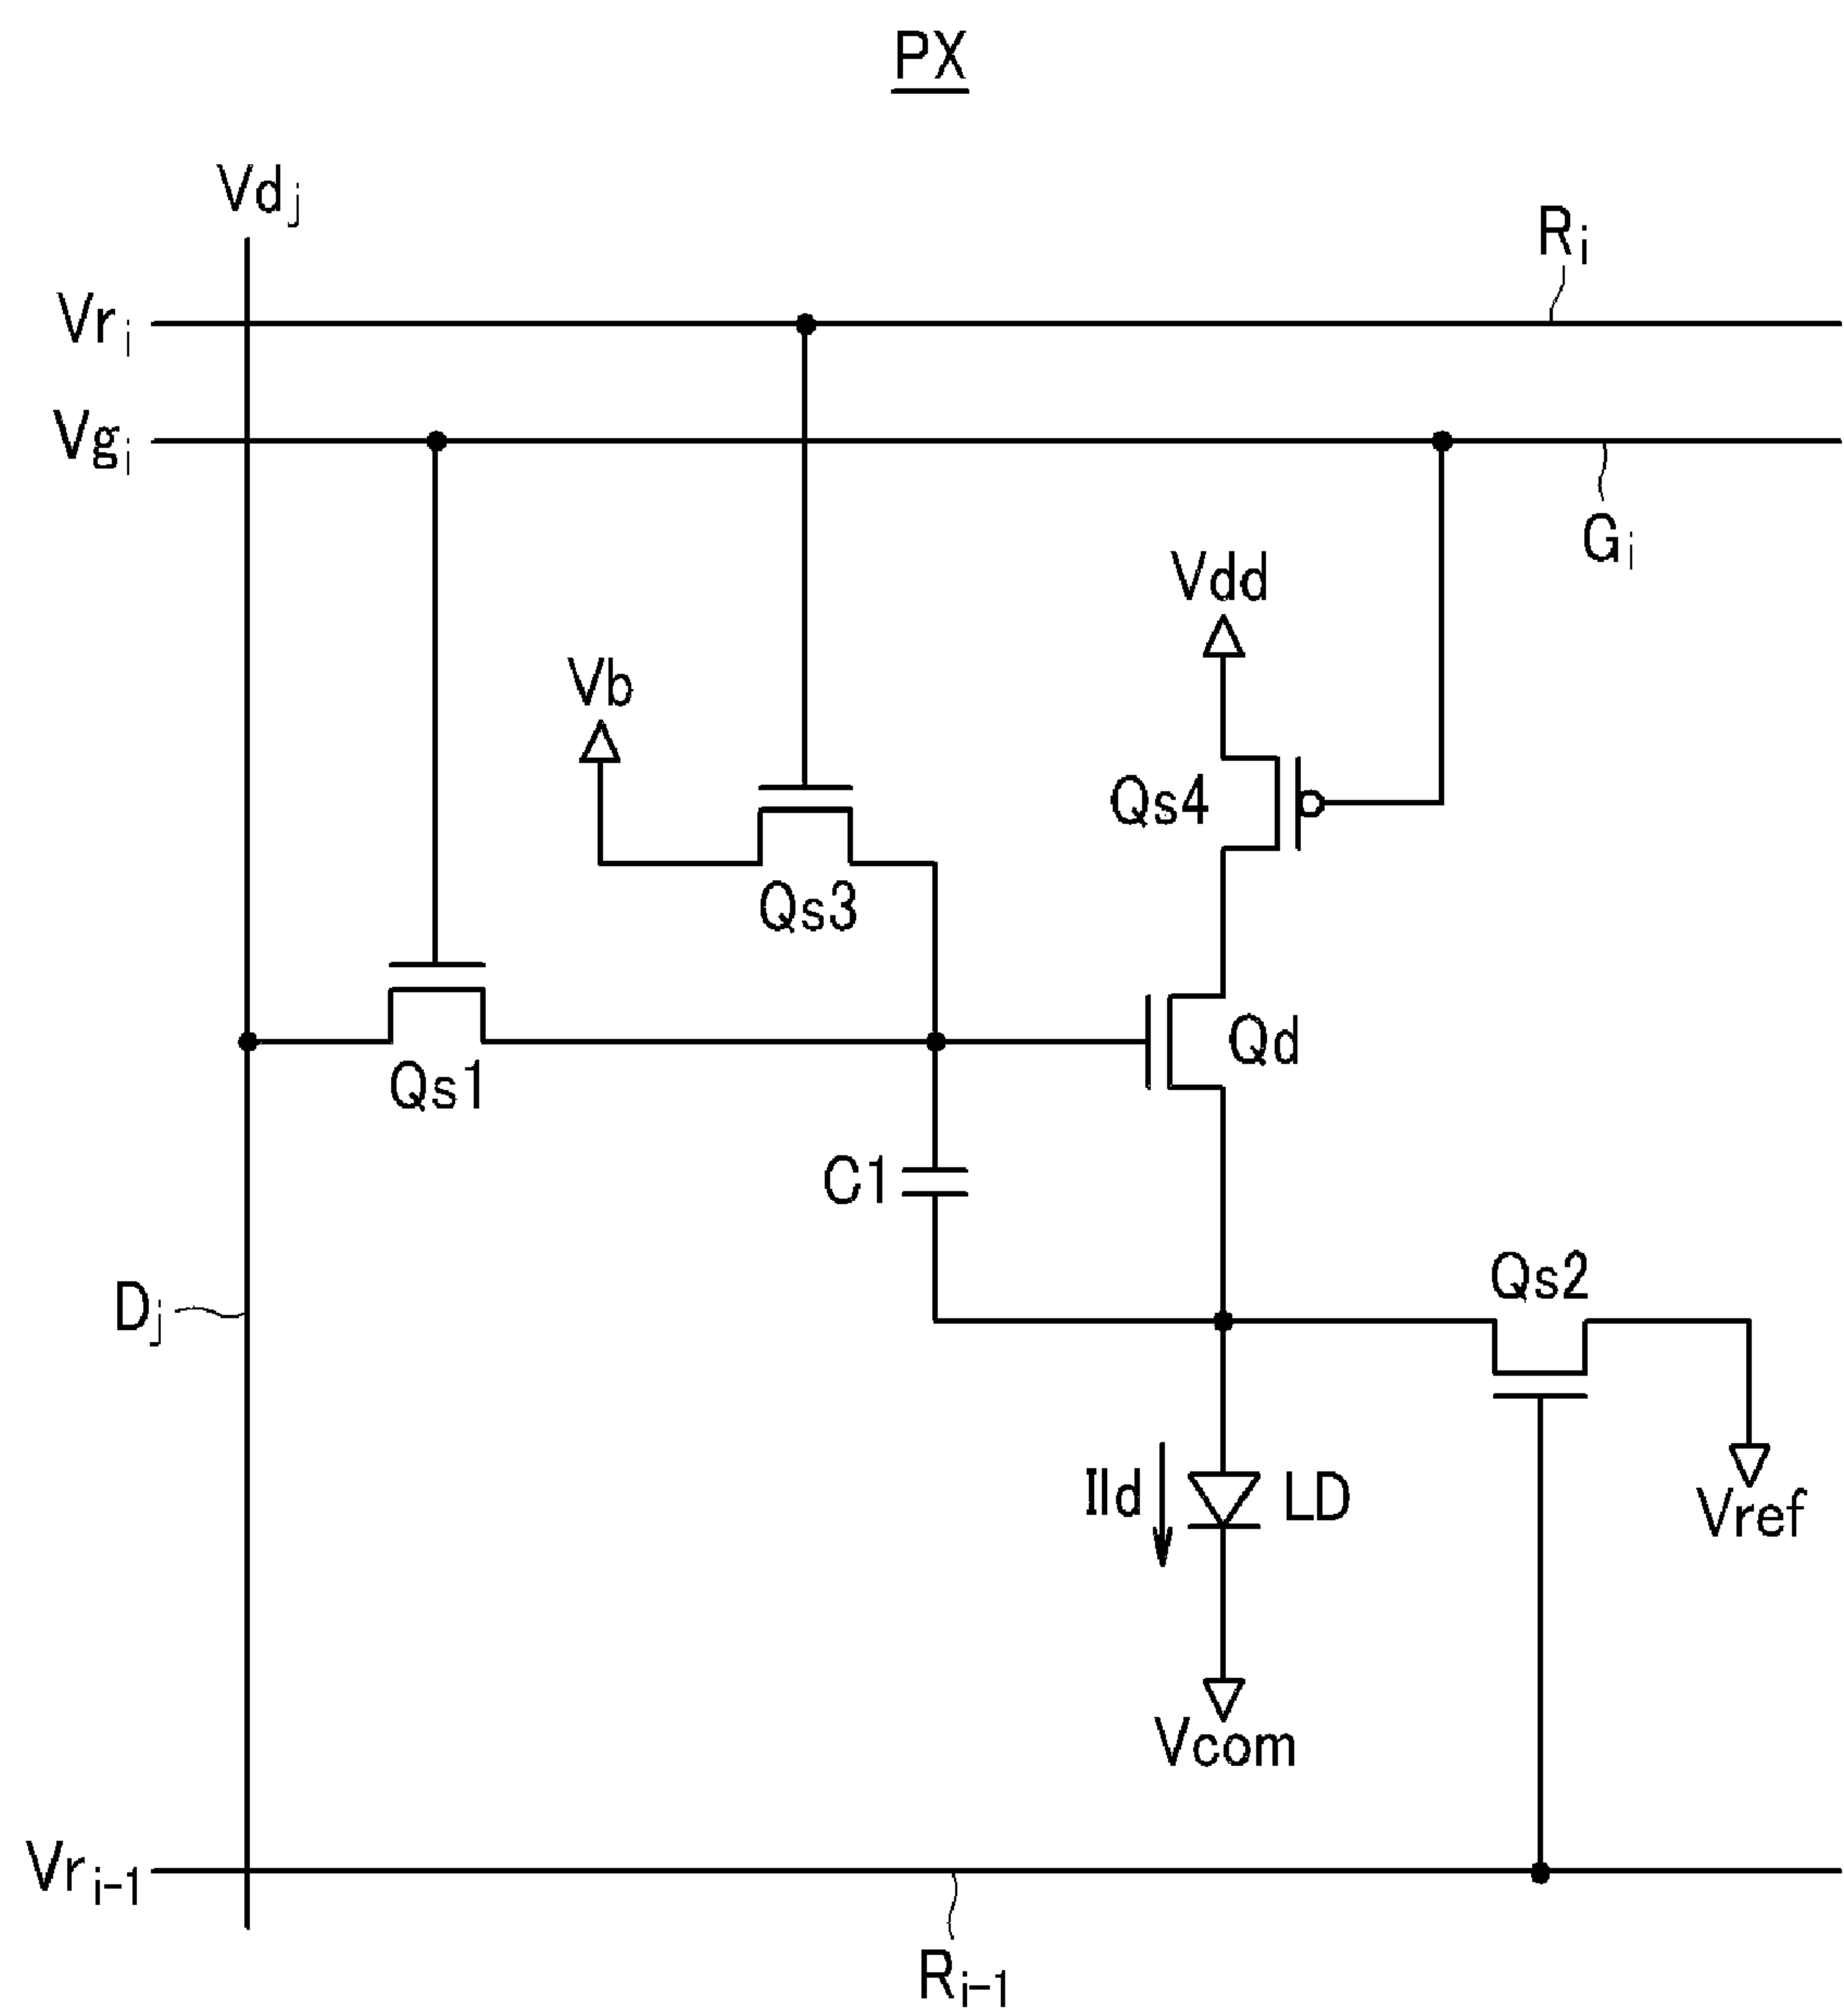 PX
Vdj
Ri
Vri
Vgi
Gi
Vdd
Vb
Qs4
Qs3
Qd
Qs1
C1
Qs2
Dj
Ild
LD
Vref
Vcom
Vri-1
Ri-1